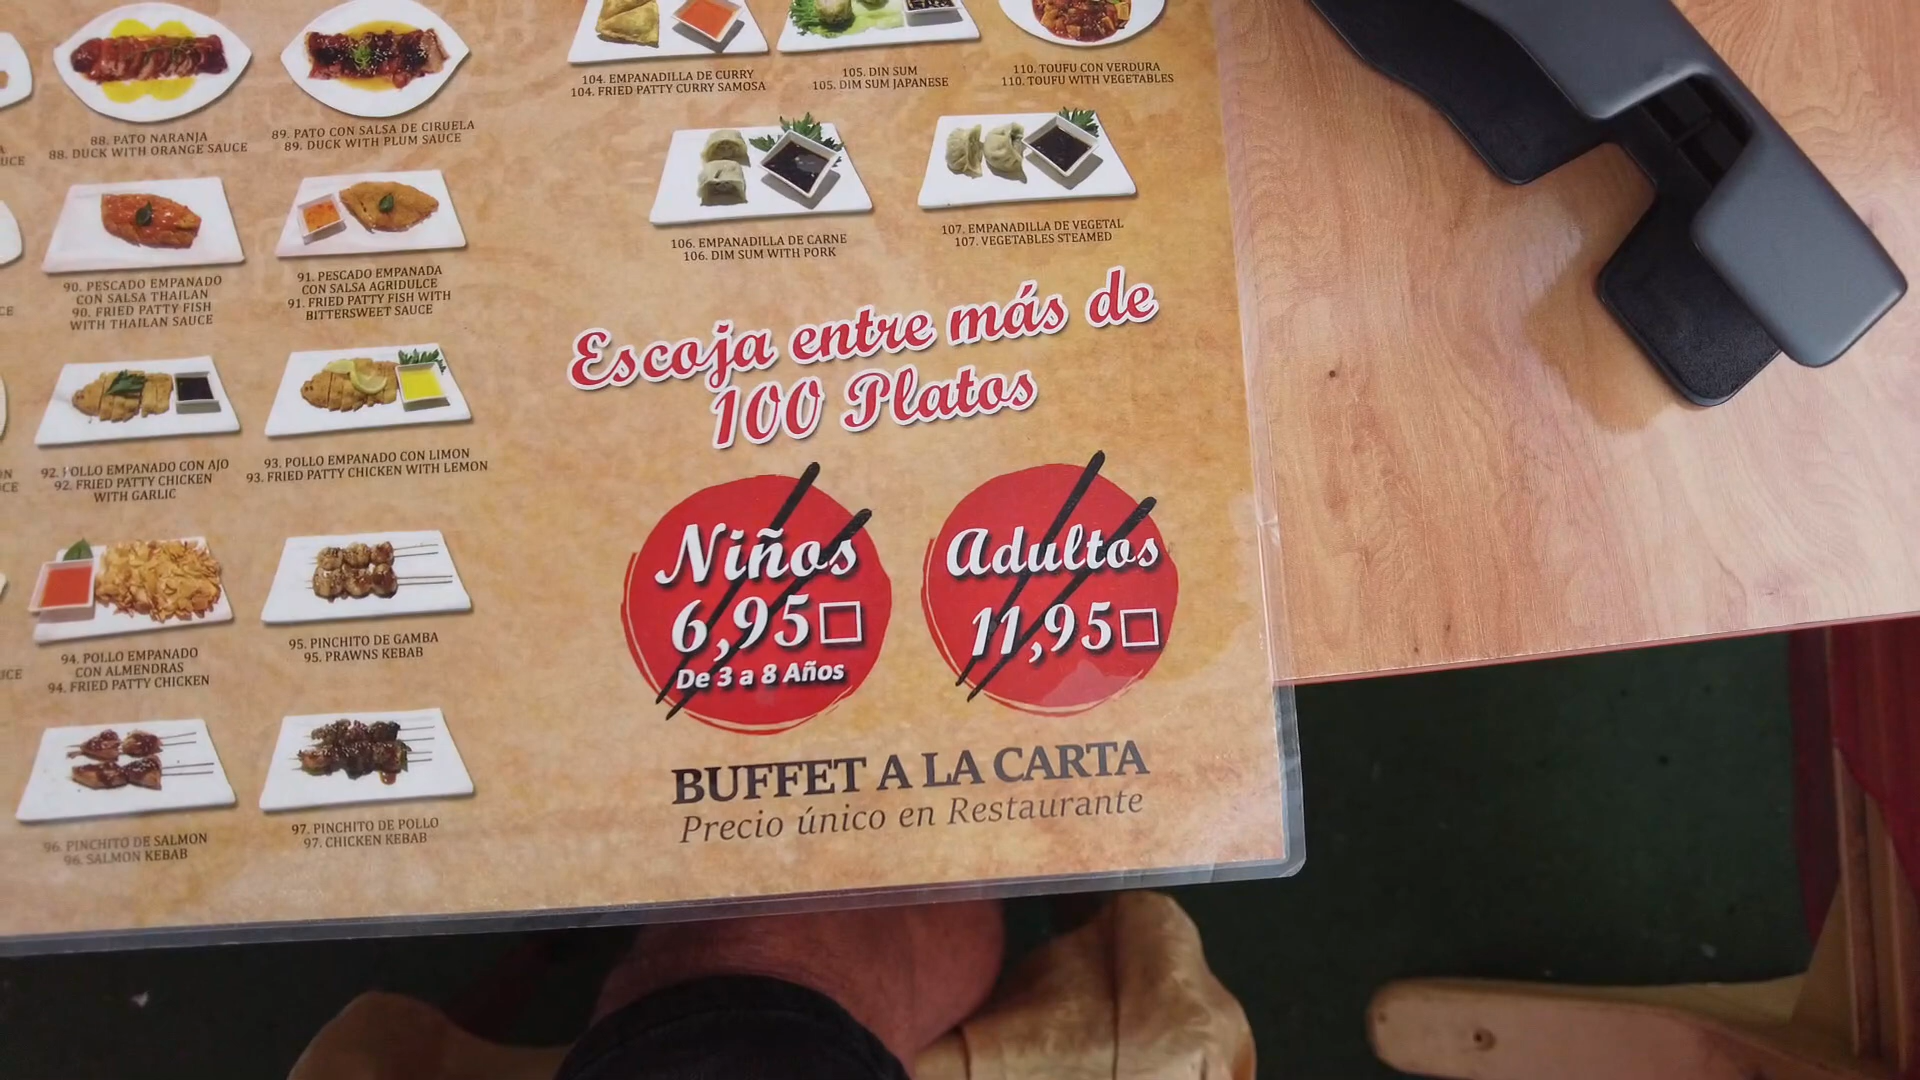 UCE
88. PATO NARANJA
88. DUCK WITH ORANGE SAUCE
89. PATO CON SALSA DE CIRUELA
89. DUCK WITH PLUM SAUCE
90. PESCADO EMPANADO
CON SALSA THAILAN
90. FRIED PATTY FISH
WITH THAILAN SAUCE
91. PESCADO EMPANADA
CON SALSA AGRIDULCE
91. FRIED PATTY FISH WITH
BITTERSWEET SAUCE
92. POLLO EMPANADO CON AJO
92. FRIED PATTY CHICKEN
WITH GARLIC
93. POLLO EMPANADO CON LIMON
93. FRIED PATTY CHICKEN WITH LEMON
94. POLLO EMPANADO
CON ALMENDRAS
94. FRIED PATTY CHICKEN
95. PINCHITO DE GAMBA
95. PRAWNS KEBAB
96. PINCHITO DE SALMON
96. SALMON KEBAB
97. PINCHITO DE POLLO
97. CHICKEN KEBAB
104. EMPANADILLA DE CURRY
104. FRIED PATTY CURRY SAMOSA
105. DIN SUM
105. DIM SUM JAPANESE
110. TOUFU CON VERDURA
110. TOUFU WITH VEGETABLES
106. EMPANADILLA DE CARNE
106. DIM SUM WITH PORK
107. EMPANADILLA DE VEGETAL
107. VEGETABLES STEAMED
Escoja entre más de
100 Platos
Niños
6,95□
De 3 a 8 Años
Adultos
11,95□
BUFFET A LA CARTA
Precio único en Restaurante